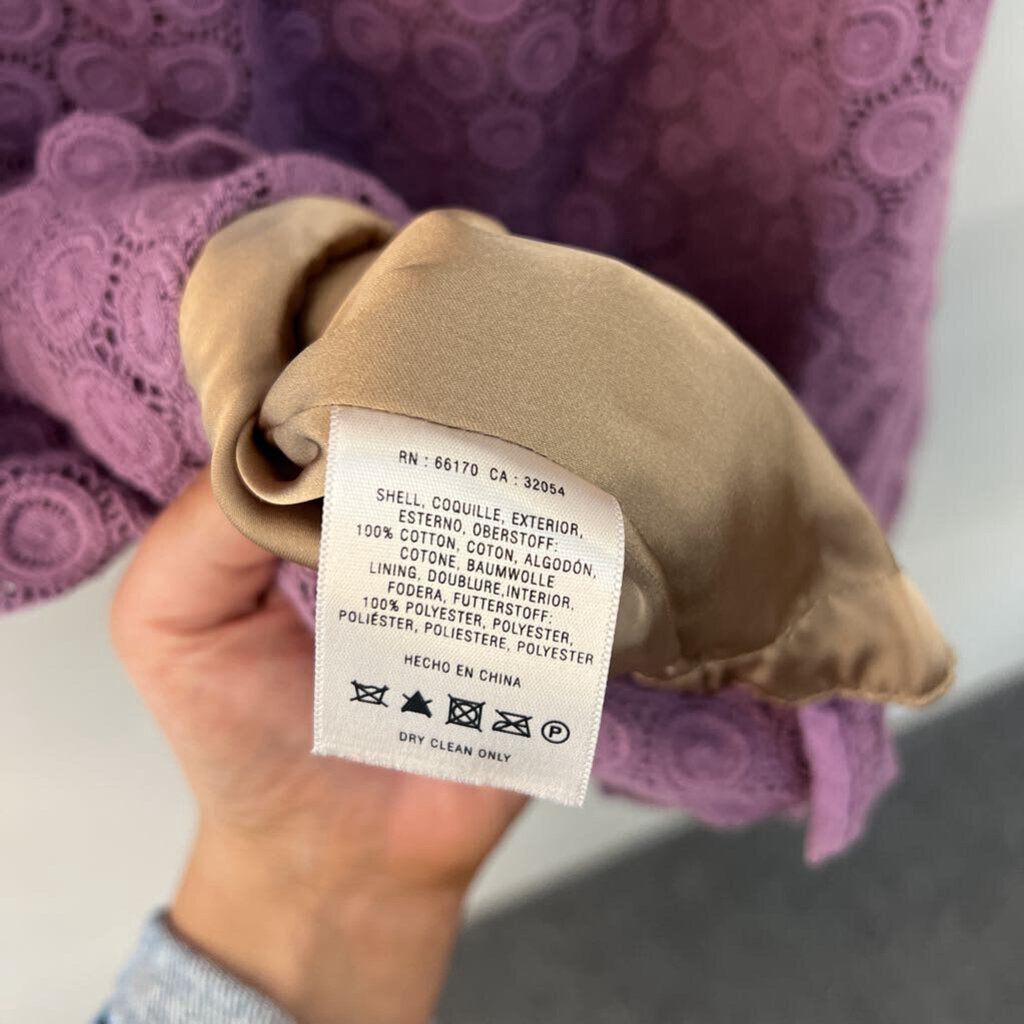 RN : 66170 CA : 32054
SHELL, COQUILLE, EXTERIOR,
ESTERNO, OBERSTOFF:
100% COTTON, COTON, ALGODÓN,
COTONE, BAUMWOLLE
LINING, DOUBLURE,INTERIOR,
FODERA, FUTTERSTOFF:
100% POLYESTER, POLYESTER,
POLIÉSTER, POLIESTERE, POLYESTER
HECHO EN CHINA
P
DRY CLEAN ONLY